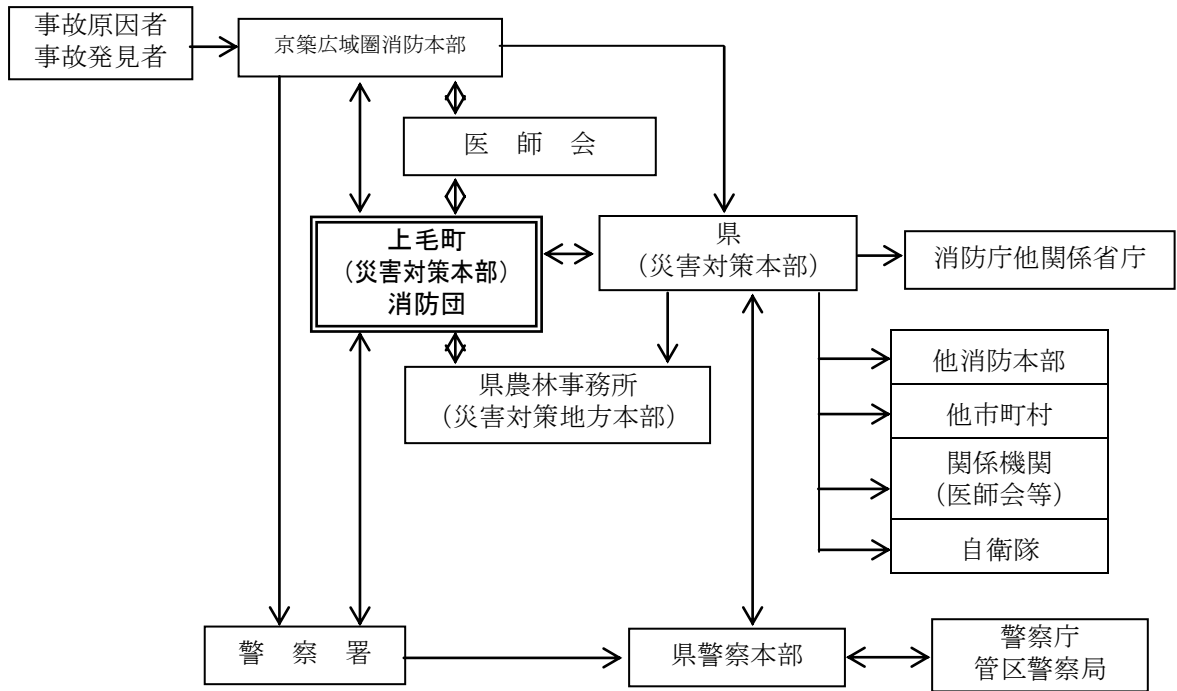 事故原因者
事故発見者
京築広域圏消防本部
医 師 会
上毛町
（災害対策本部）
消防団
県
（災害対策本部）
消防庁他関係省庁
県農林事務所
（災害対策地方本部）
他消防本部
他市町村
関係機関
（医師会等）
自衛隊
警 察 署
県警察本部
警察庁
管区警察局